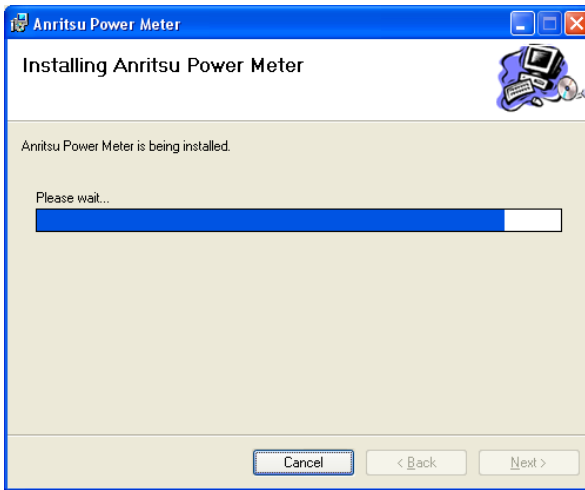 Anritsu Power Meter
Installing Anritsu Power Meter
Anritsu Power Meter is being installed.
Please wait...
Cancel
< Back
Next >